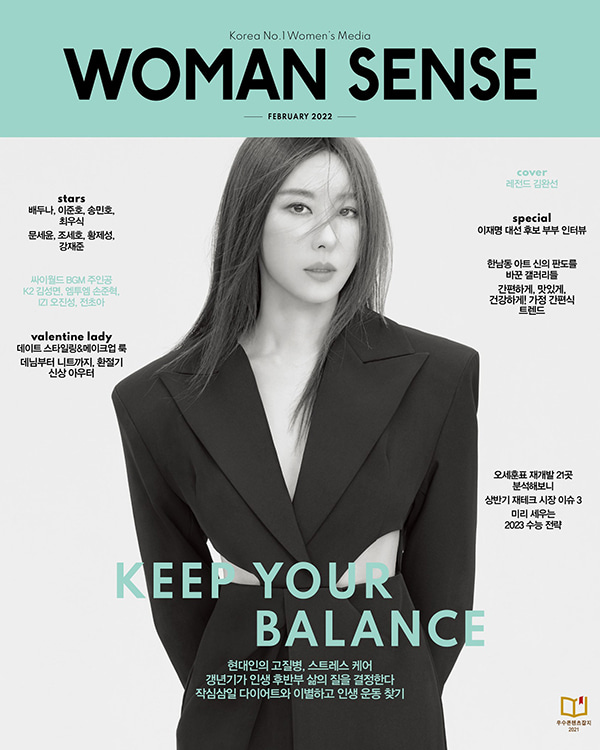 Korea No.1 Women's Media
WOMAN SENSE
FEBRUARY 2022
stars
배두나, 이준호, 송민호,
최우식
문세윤, 조세호, 황제성,
강재준
싸이월드 BGM 주인공
K2 김성면, 엠투엠 손준혁,
IZI 오진성, 전초아
valentine lady
데이트 스타일링&메이크업 룩
데님부터 니트까지, 환절기
신상 아우터
cover
레전드 김완선
special
이재명 대선 후보 부부 인터뷰
한남동 아트 신의 판도를
바꾼 갤러리들
간편하게, 맛있게,
건강하게! 가정 간편식
트렌드
오세훈표 재개발 21곳
분석해보니
상반기 재테크 시장 이슈 3
미리 세우는
2023 수능 전략
KEEP YOUR
BALANCE
현대인의 고질병, 스트레스 케어
갱년기가 인생 후반부 삶의 질을 결정한다
작심삼일 다이어트와 이별하고 인생 운동 찾기
우수콘텐츠잡지
2021